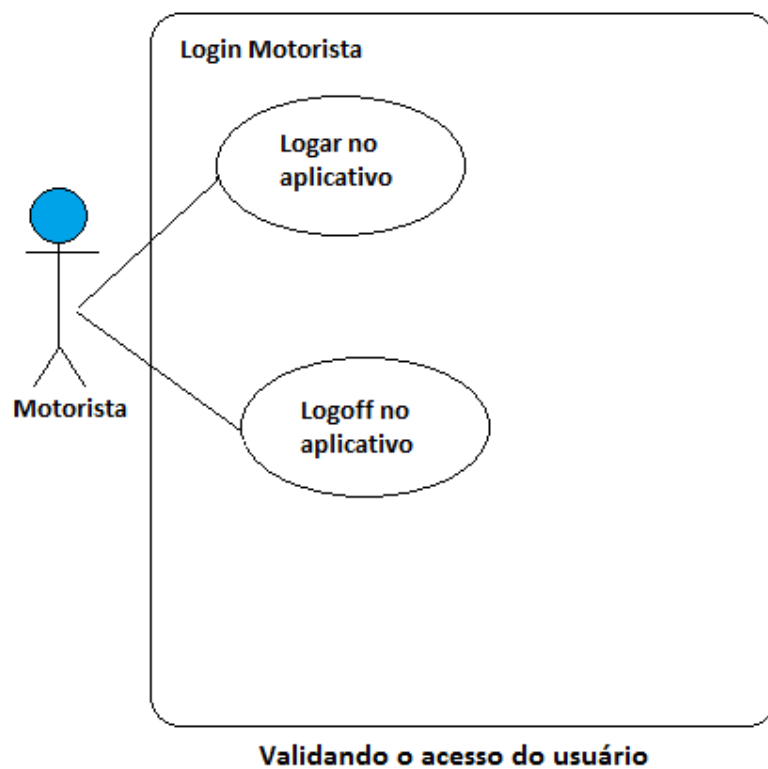 Login Motorista
Logar no
aplicativo
Motorista
Logoff no
aplicativo
Validando o acesso do usuário